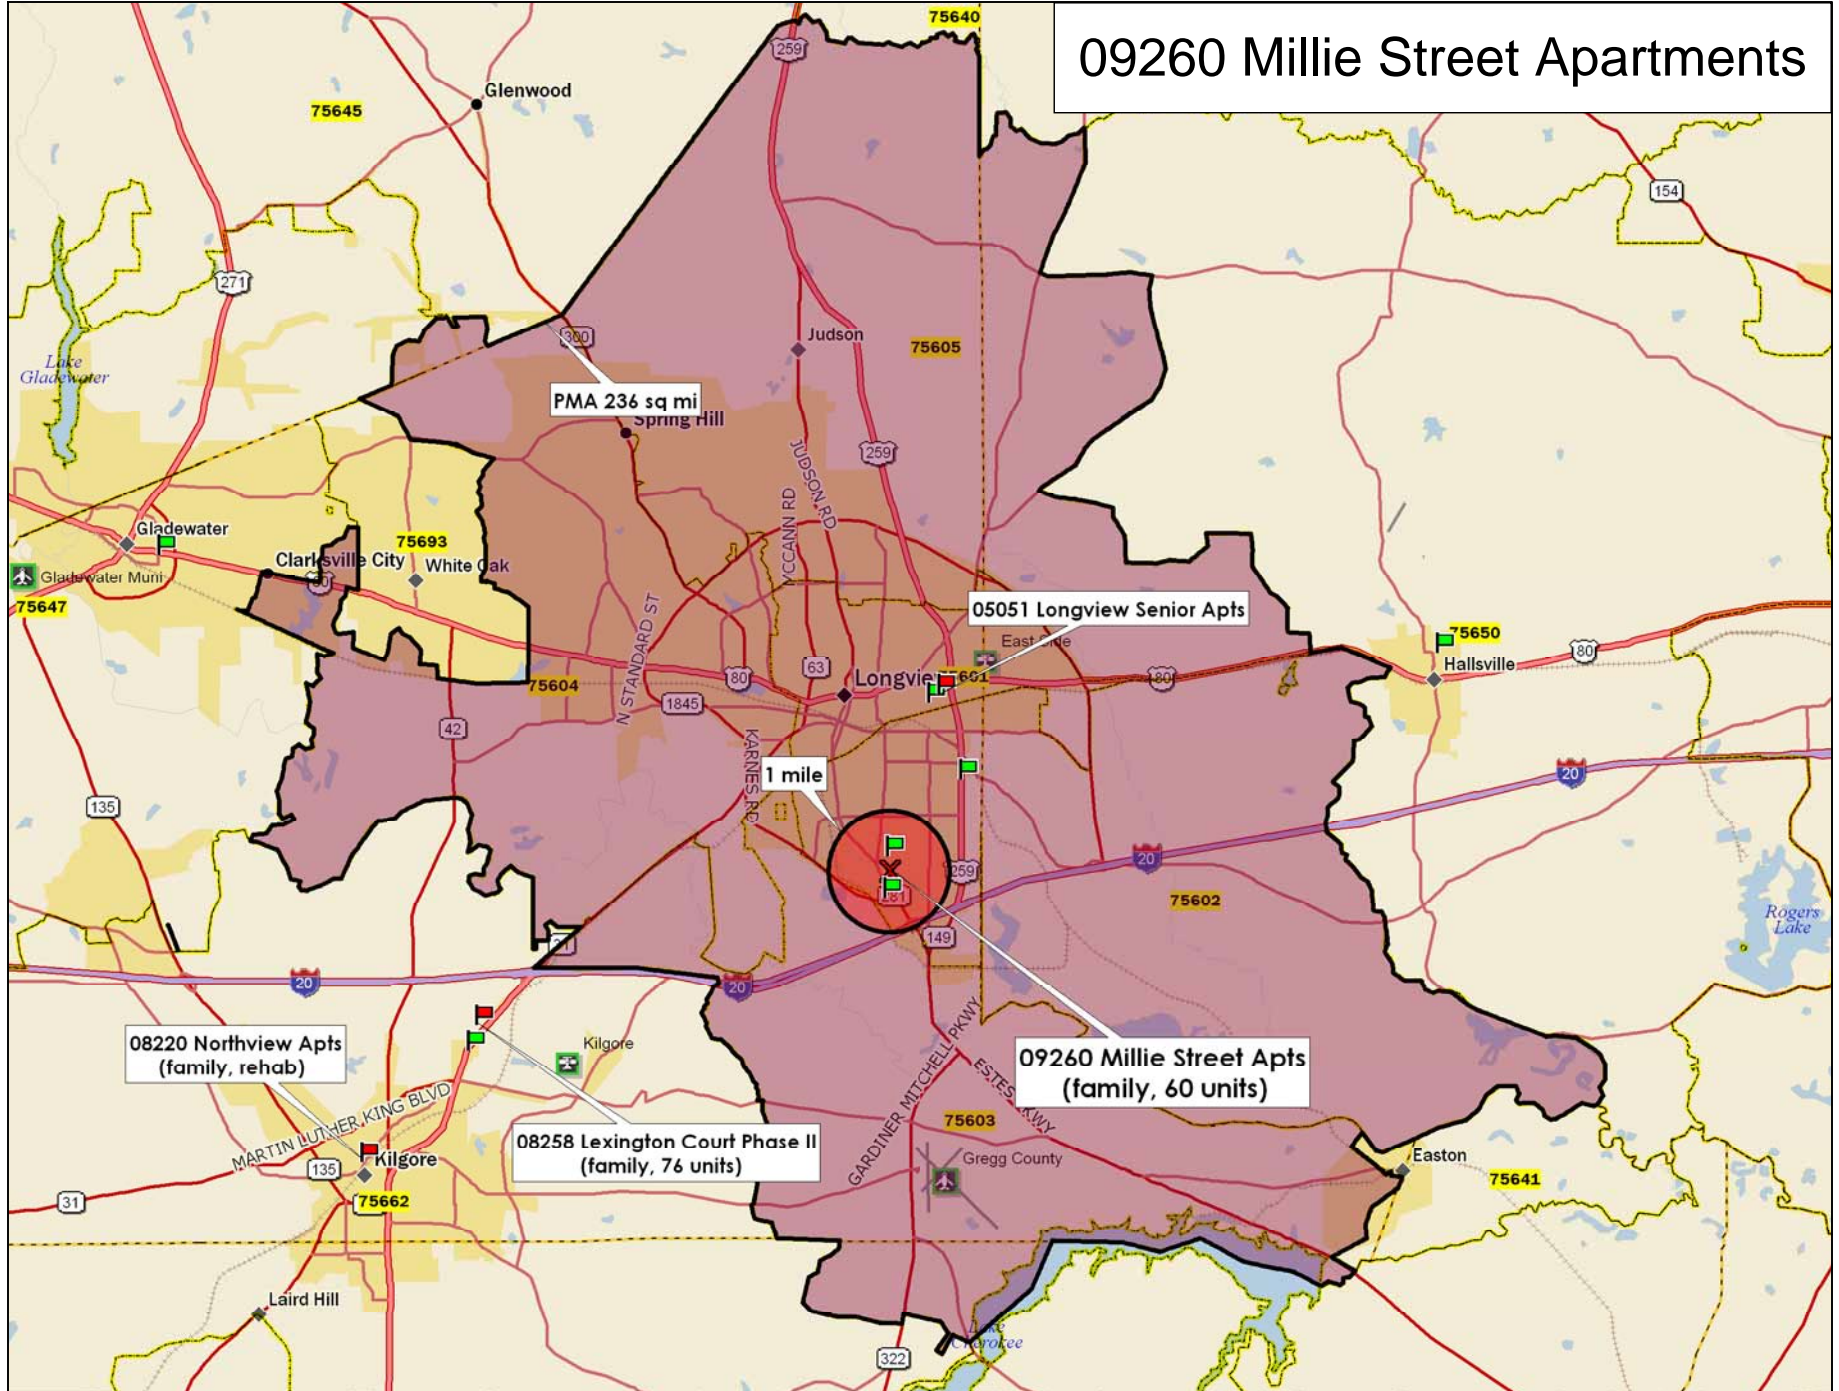 09260 Millie Street Apartments
75640
259
Glenwood
75645
154
271
300
Judson
75605
Lake
Gladewater
PMA 236 sq mi
Spring Hill
259
JUDSON RD
MCCANN RD
Gladewater
75693
Clarksville City
White Oak
80
Gladewater Muni
75647
05051 Longview Senior Apts
East Side
75650
80
Hallsville
N STANDARD ST
63
80
Longview
80
75604
1845
42
KARNES RD
1 mile
20
135
20
259
75602
281
Rogers
Lake
149
31
20
20
08220 Northview Apts
(family, rehab)
Kilgore
09260 Millie Street Apts
(family, 60 units)
MARTIN LUTHER KING BLVD
GARDINER MITCHELL PKWY
ESTES PKWY
75603
08258 Lexington Court Phase II
(family, 76 units)
Kilgore
135
Gregg County
Easton
75641
31
75662
Laird Hill
Lake
Cherokee
322